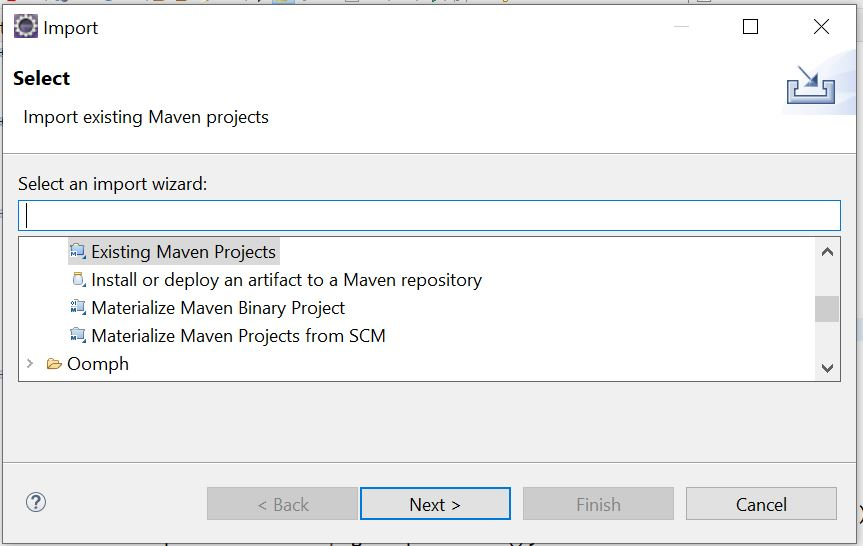 Import
Select
Import existing Maven projects
Select an import wizard:
Existing Maven Projects
Install or deploy an artifact to a Maven repository
Materialize Maven Binary Project
Materialize Maven Projects from SCM
Oomph
< Back Next > Finish Cancel